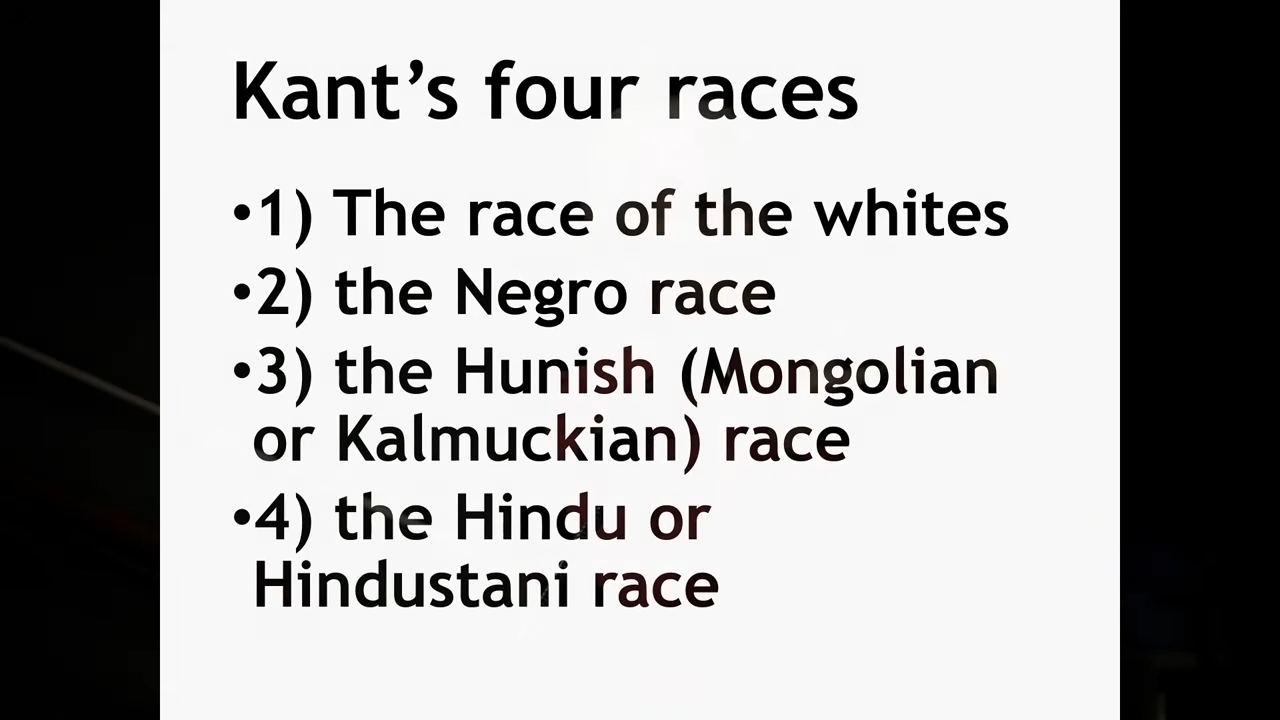 Kant’s four races
•1) The race of the whites
•2) the Negro race
•3) the Hunish (Mongolian
or Kalmuckian) race
•4) the Hindu or
Hindustani race